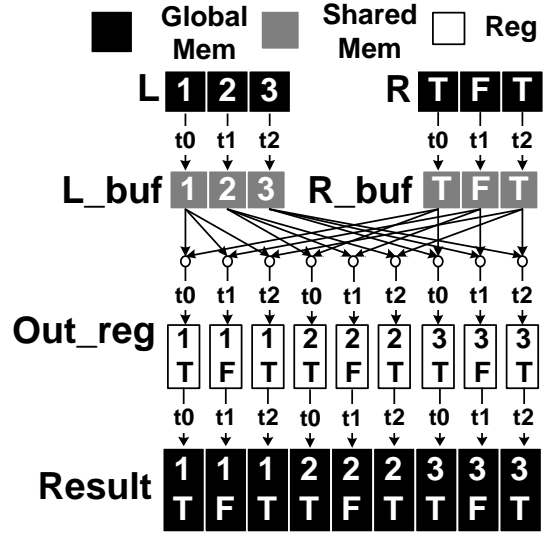 Global Mem Shared Mem Reg
L 1 2 3 R T F T
t0 t1 t2 t0 t1 t2
L_buf 1 2 3 R_buf T F T
t0 t1 t2 t0 t1 t2 t0 t1 t2
Out_reg
1 1 1 2 2 2 3 3 3
T F T T F T T F T
t0 t1 t2 t0 t1 t2 t0 t1 t2
Result
1 1 1 2 2 2 3 3 3
T F T T F T T F T